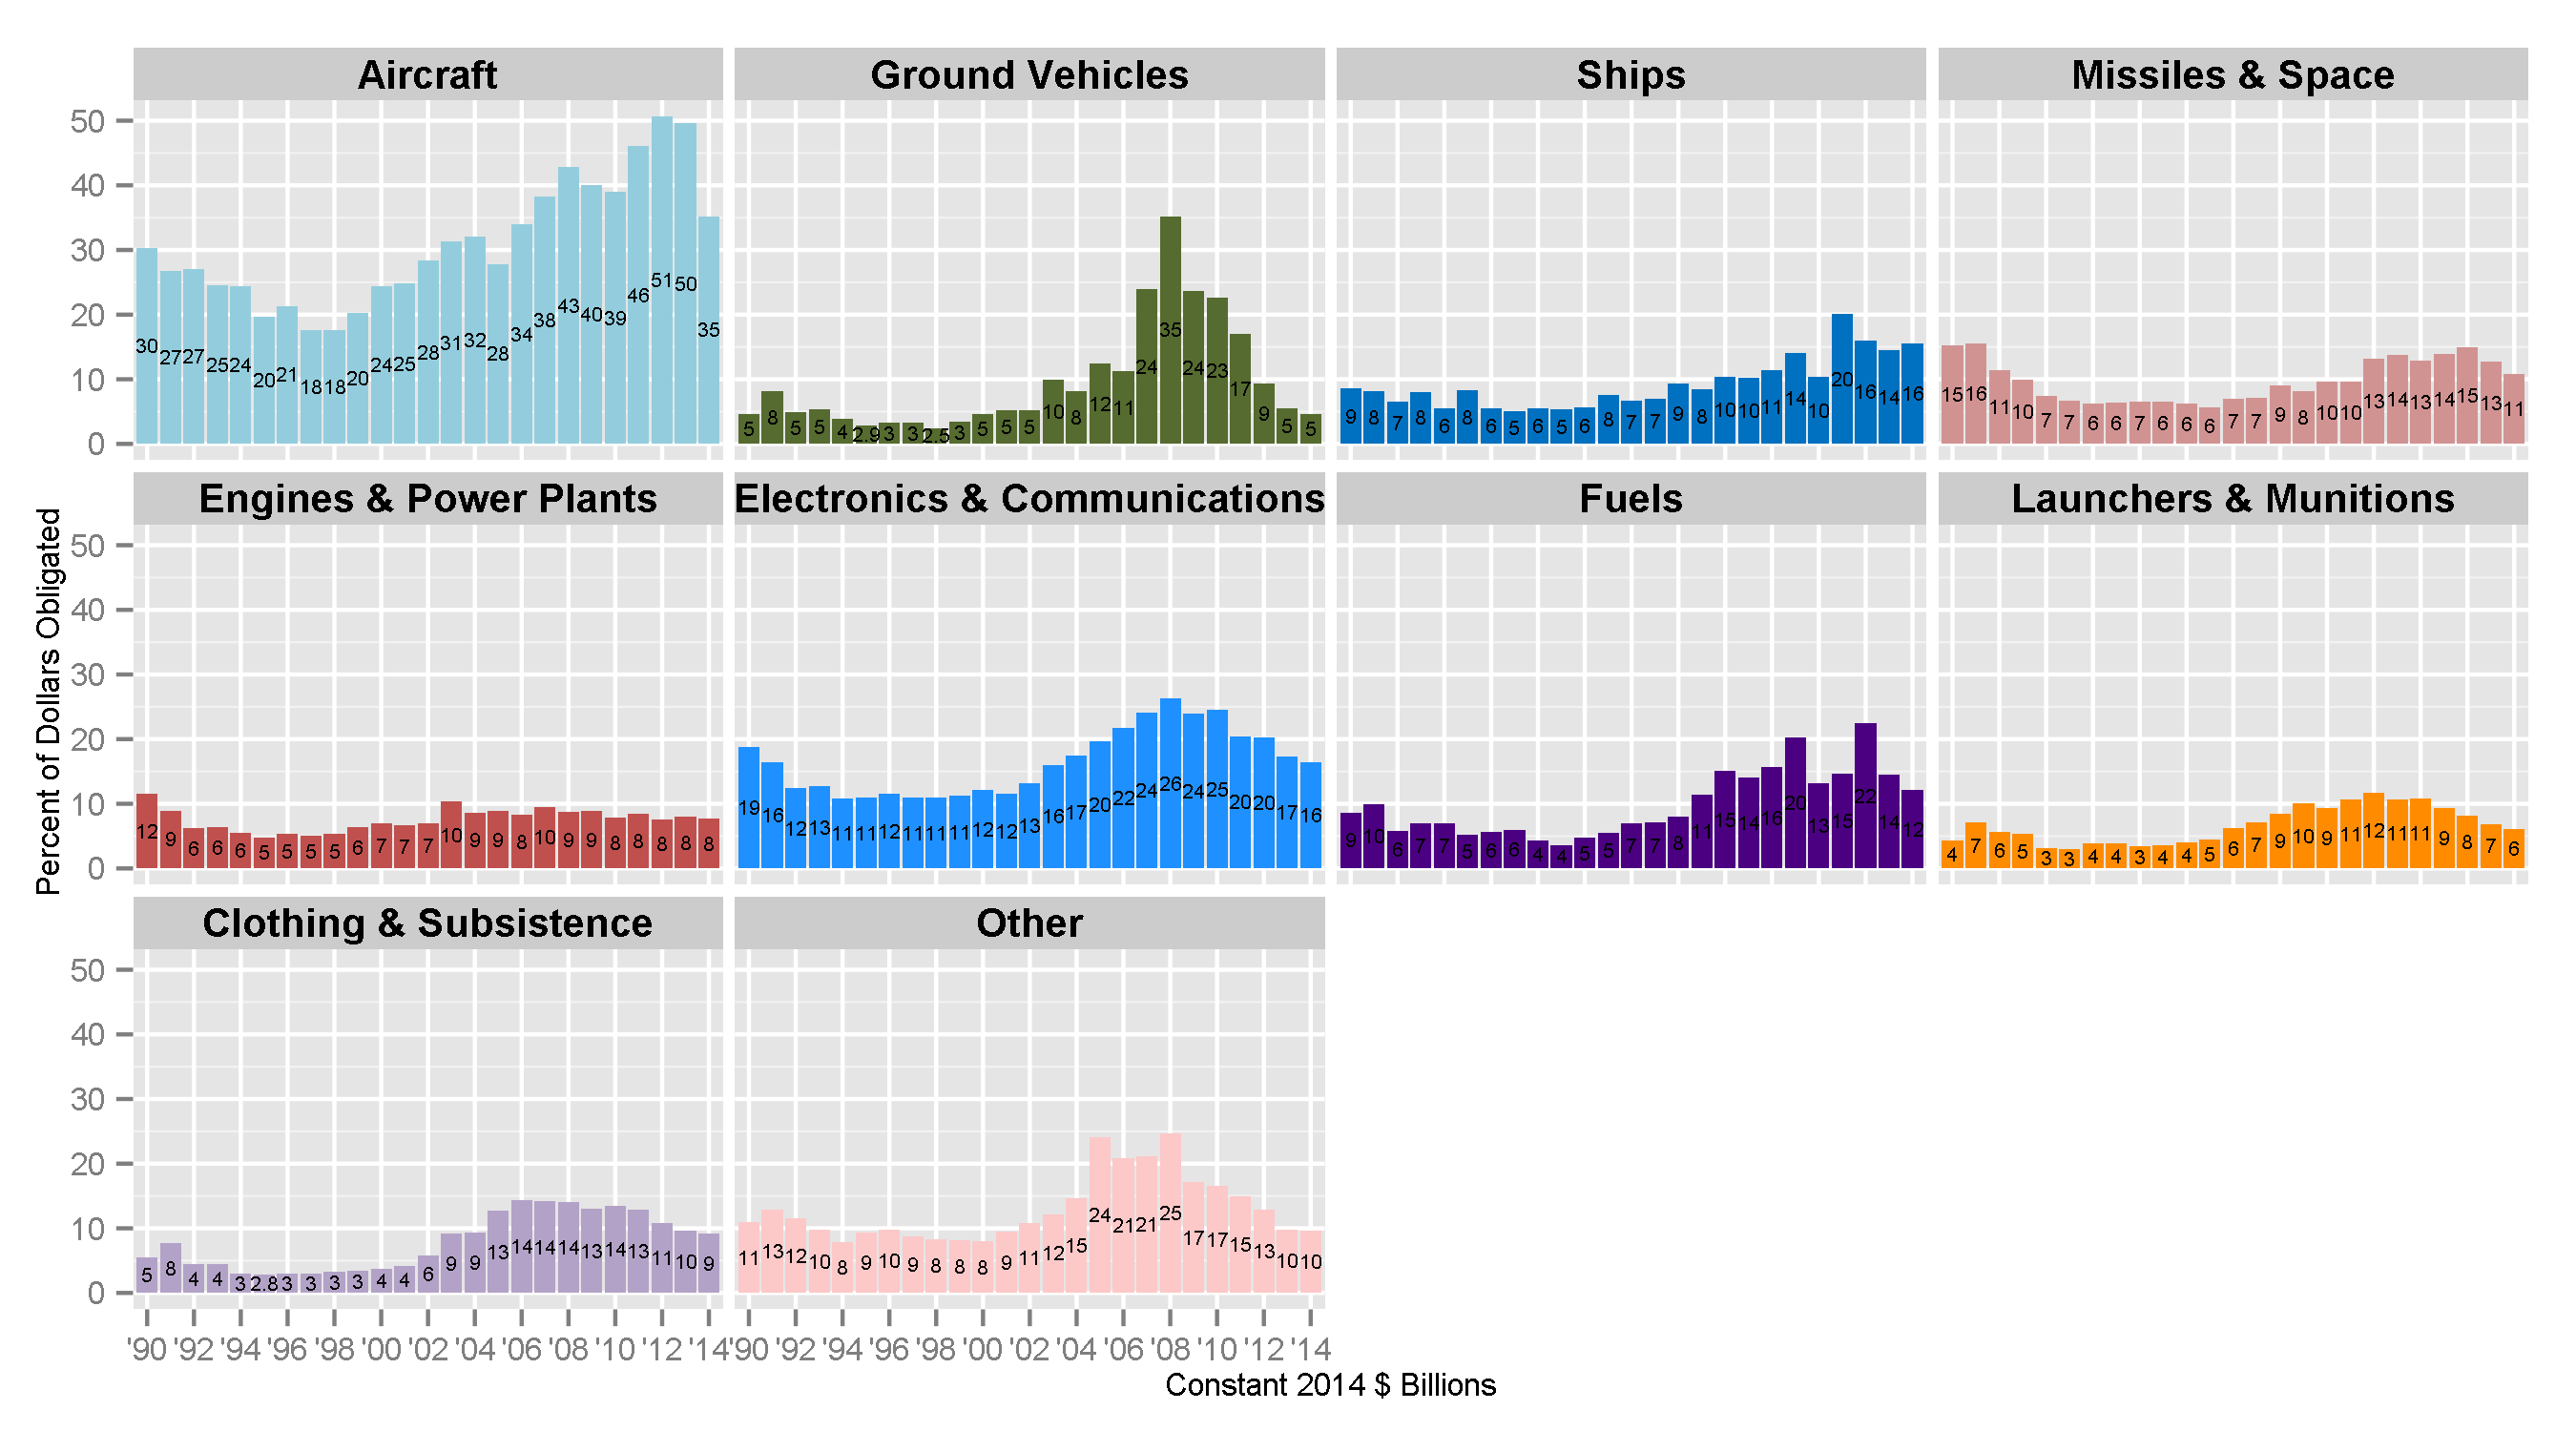 Aircraft
Ground Vehicles
Ships
Missiles & Space
50
40
30
20
10
0
30 27 27 25 24 20 21 18 18 20 24 25 28 31 32 28 34 38 43 40 39 46 51 50 35
5 8 5 5 4 2.9 3 3 2.5 3 5 5 5 10 8 12 11 24 35 24 23 17 9 5 5
9 8 7 8 6 8 6 5 6 5 6 8 7 7 9 8 10 10 11 14 10 20 16 14 16
15 16 11 10 7 7 6 6 7 6 6 6 7 7 9 8 10 10 13 14 13 14 15 13 11
Engines & Power Plants
Electronics & Communications
Fuels
Launchers & Munitions
Percent of Dollars Obligated
50
40
30
20
10
0
12 9 6 6 6 5 5 5 5 6 7 7 7 10 9 9 8 10 9 9 8 8 8 8 8
19 16 12 13 11 11 12 11 11 11 12 12 13 16 17 20 22 24 26 24 25 20 20 17 16
9 10 6 7 7 5 6 6 4 4 5 5 7 7 8 11 15 14 16 20 13 15 22 14 12
4 7 6 5 3 3 4 4 3 4 4 5 6 7 9 10 9 11 12 11 11 9 8 7 6
Clothing & Subsistence
Other
50
40
30
20
10
0
5 8 4 4 3 2.8 3 3 3 3 4 4 6 9 9 13 14 14 14 13 14 13 11 10 9
11 13 12 10 8 9 10 9 8 8 8 9 11 12 15 24 21 21 25 17 17 15 13 10 10
'90 '92 '94 '96 '98 '00 '02 '04 '06 '08 '10 '12 '14
'90 '92 '94 '96 '98 '00 '02 '04 '06 '08 '10 '12 '14
Constant 2014 $ Billions